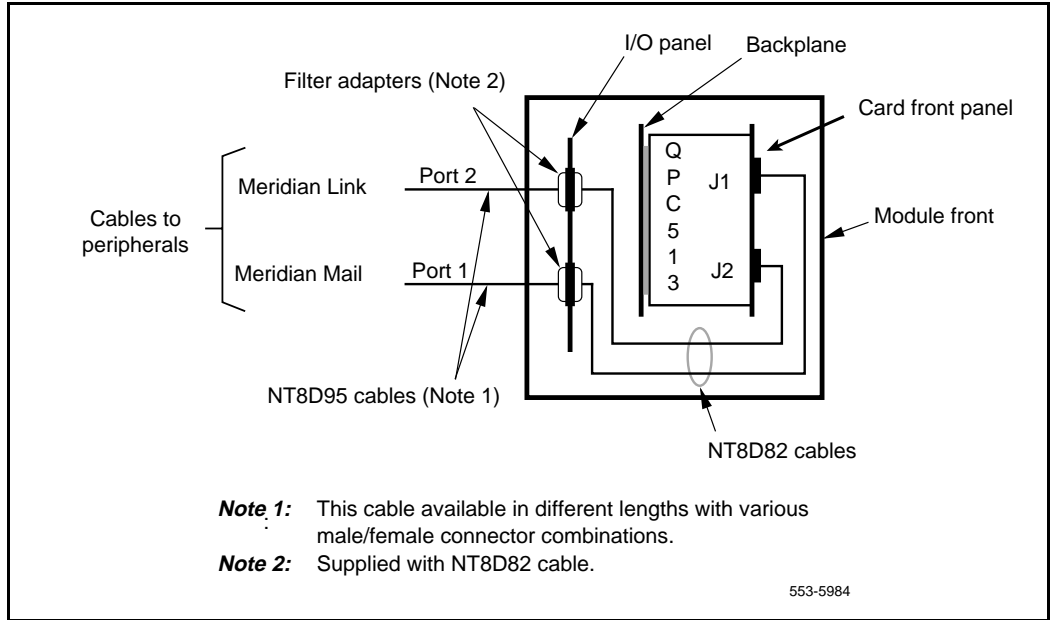 I/O panel
Backplane
Filter adapters (Note 2)
Card front panel
Q
P
C
5
1
3
J1
J2
Port 2
Meridian Link
Cables to
peripherals
Module front
Port 1
Meridian Mail
NT8D95 cables (Note 1)
NT8D82 cables
Note 1: This cable available in different lengths with various
: male/female connector combinations.
Note 2: Supplied with NT8D82 cable.
553-5984